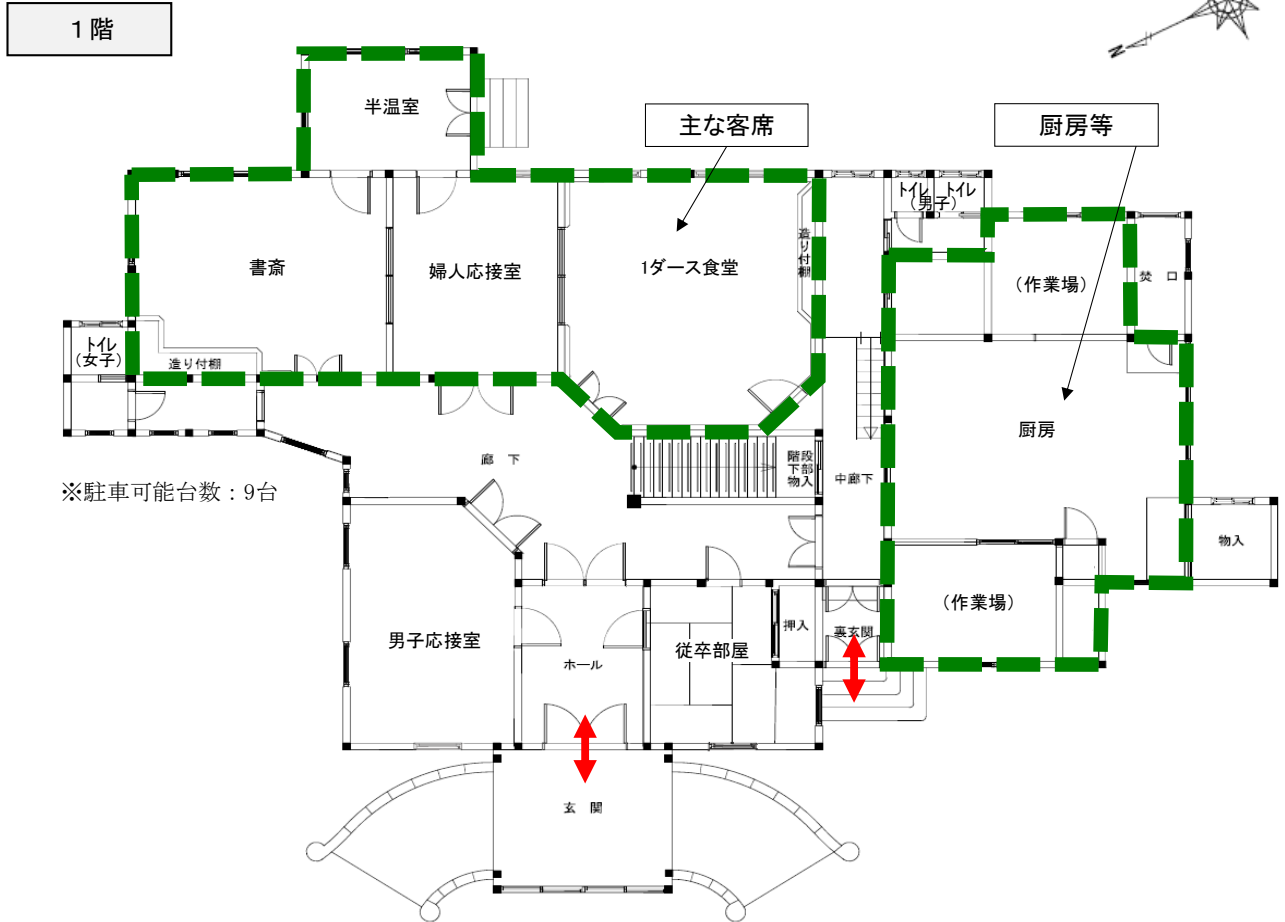 １階
N
半温室
主な客席
厨房等
トイレ
(男子)
トイレ
造り付棚
書斎
婦人応接室
1ダース食堂
(作業場)
焚 口
トイレ
(女子)
造り付棚
厨房
廊 下
階段
下部
物入
中廊下
※駐車可能台数：9台
物入
(作業場)
男子応接室
ホール
従卒部屋
押入
裏玄関
玄 関